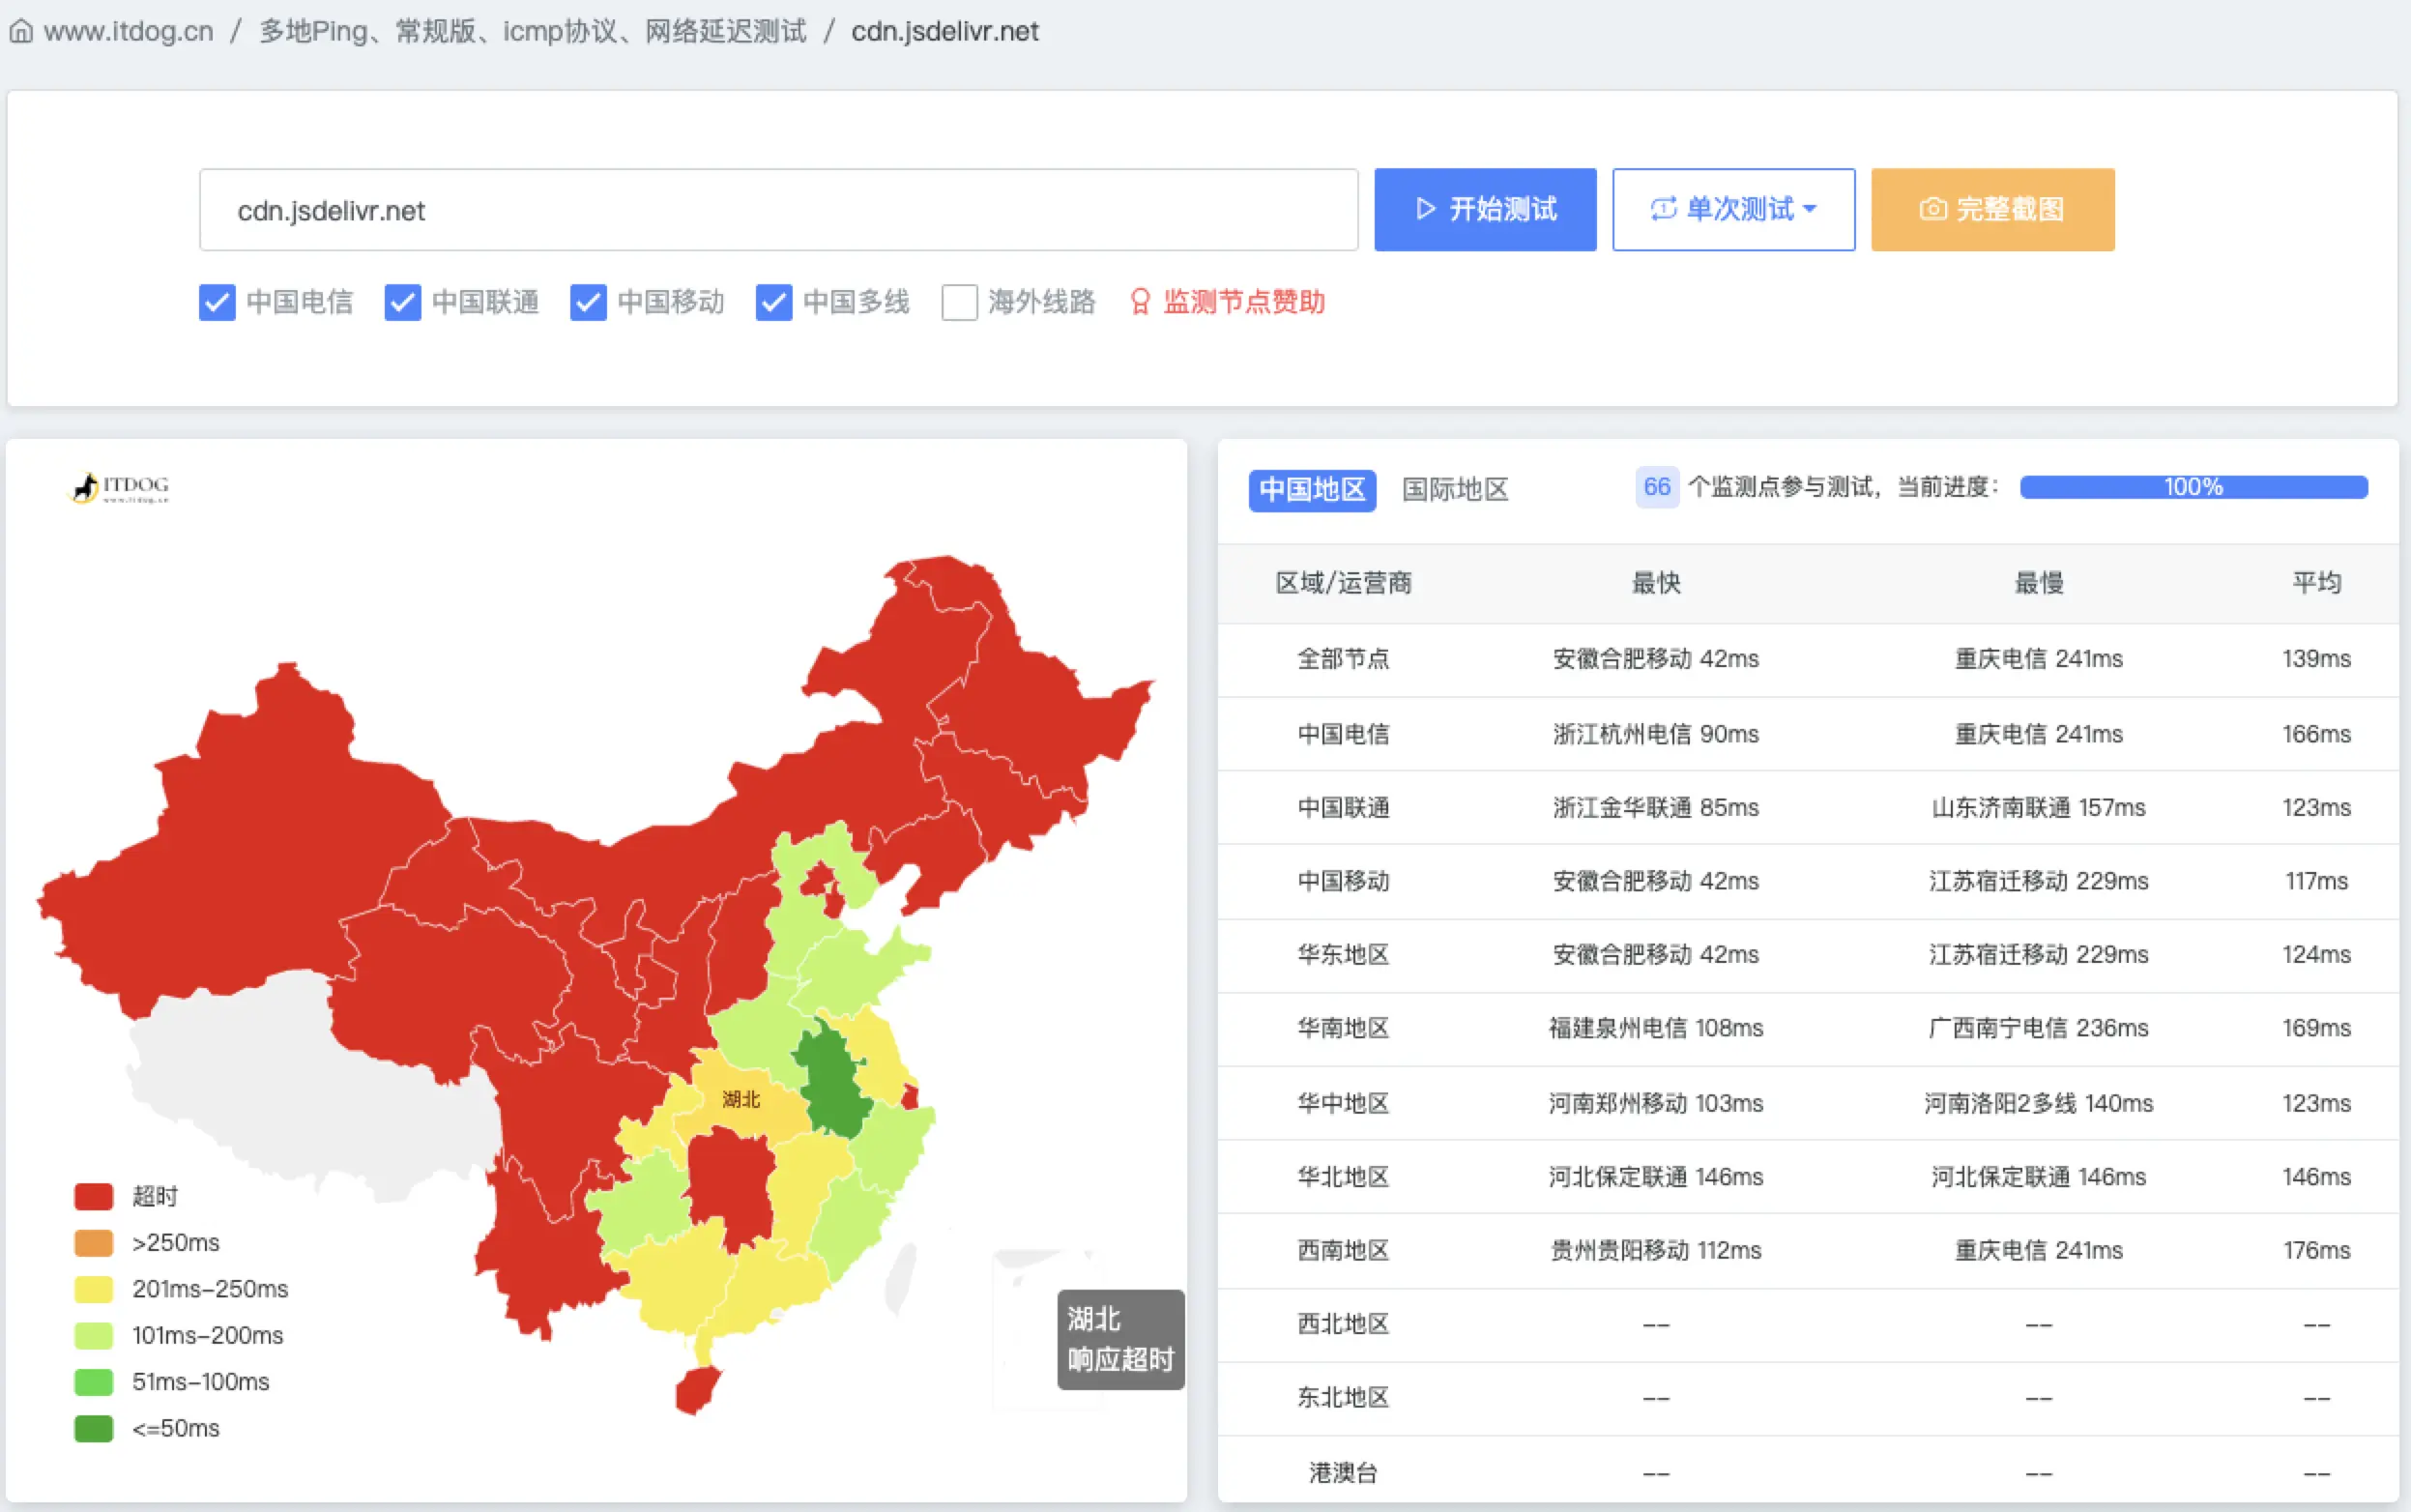 www.itdog.cn / 多地Ping、常规版、icmp协议、网络延迟测试 / cdn.jsdelivr.net
cdn.jsdelivr.net
开始测试
单次测试
完整截图
中国电信 中国联通 中国移动 中国多线 海外线路 监测节点赞助
ITDOG
www.itdog.cn
湖北
超时
>250ms
201ms-250ms
101ms-200ms
51ms-100ms
<=50ms
湖北
响应超时
中国地区 国际地区 66 个监测点参与测试，当前进度： 100%
区域/运营商 最快 最慢 平均
全部节点 安徽合肥移动 42ms 重庆电信 241ms 139ms
中国电信 浙江杭州电信 90ms 重庆电信 241ms 166ms
中国联通 浙江金华联通 85ms 山东济南联通 157ms 123ms
中国移动 安徽合肥移动 42ms 江苏宿迁移动 229ms 117ms
华东地区 安徽合肥移动 42ms 江苏宿迁移动 229ms 124ms
华南地区 福建泉州电信 108ms 广西南宁电信 236ms 169ms
华中地区 河南郑州移动 103ms 河南洛阳2多线 140ms 123ms
华北地区 河北保定联通 146ms 河北保定联通 146ms 146ms
西南地区 贵州贵阳移动 112ms 重庆电信 241ms 176ms
西北地区 -- -- --
东北地区 -- -- --
港澳台 -- -- --